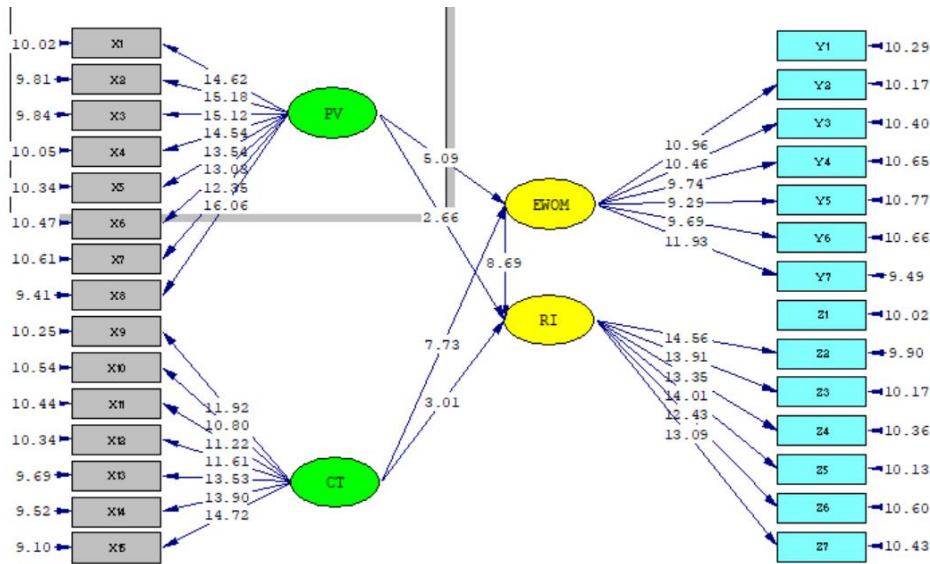 10.02 X1
9.81 X2
9.84 X3
10.05 X4
10.34 X5
10.47 X6
10.61 X7
9.41 X8
10.25 X9
10.54 X10
10.44 X11
10.34 X12
9.69 X13
9.52 X14
9.10 X15
14.62
15.18
15.12
14.54
13.54
13.03
12.35
16.06
PV
11.92
10.80
11.22
11.61
13.53
13.90
14.72
CT
5.09
2.66
8.69
7.73
3.01
EWOM
RI
10.96
10.46
9.74
9.29
9.69
11.93
14.56
13.91
13.35
14.01
12.43
13.09
Y1 10.29
Y2 10.17
Y3 10.40
Y4 10.65
Y5 10.77
Y6 10.66
Y7 9.49
Z1 10.02
Z2 9.90
Z3 10.17
Z4 10.36
Z5 10.13
Z6 10.60
Z7 10.43